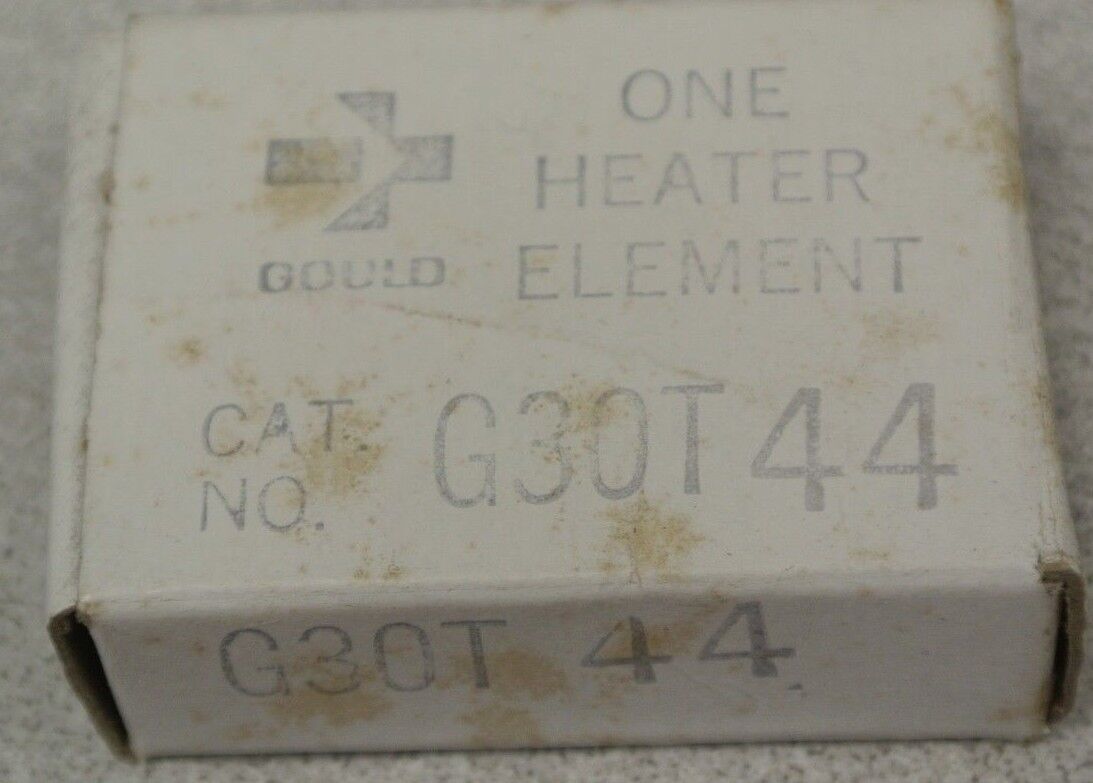 ONE
HEATER
GOULD ELEMENT
CAT. NO. G30T44
G30T 44